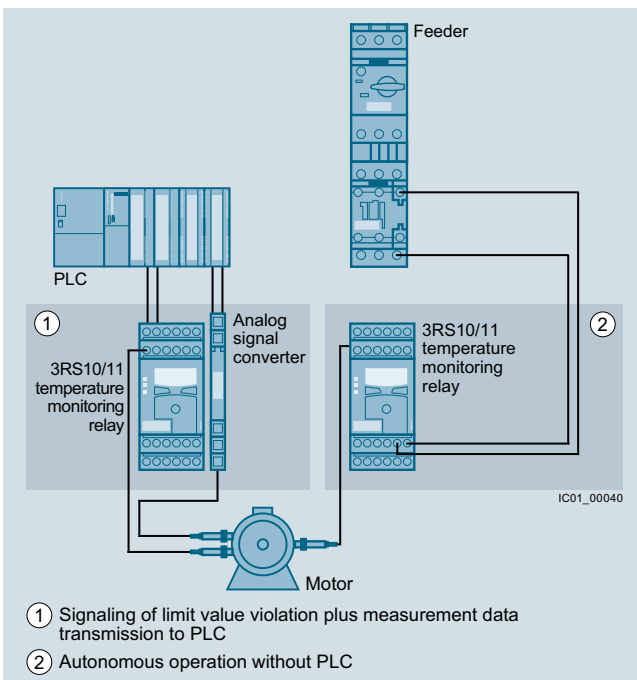 Feeder
PLC
1
Analog
signal
converter
3RS10/11
temperature
monitoring
relay
3RS10/11
temperature
monitoring
relay
2
IC01_00040
Motor
1 Signaling of limit value violation plus measurement data
transmission to PLC
2 Autonomous operation without PLC